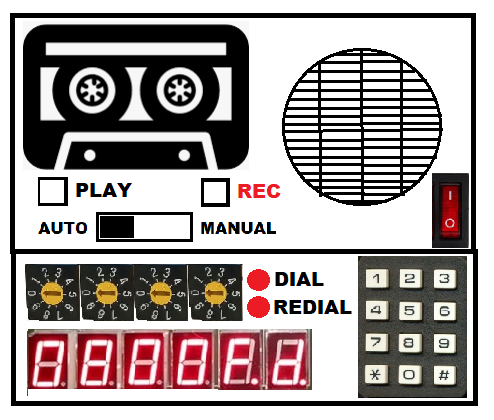 PLAY REC
AUTO MANUAL
I
O
DIAL
REDIAL
1 2 3
4 5 6
7 8 9
* 0 #